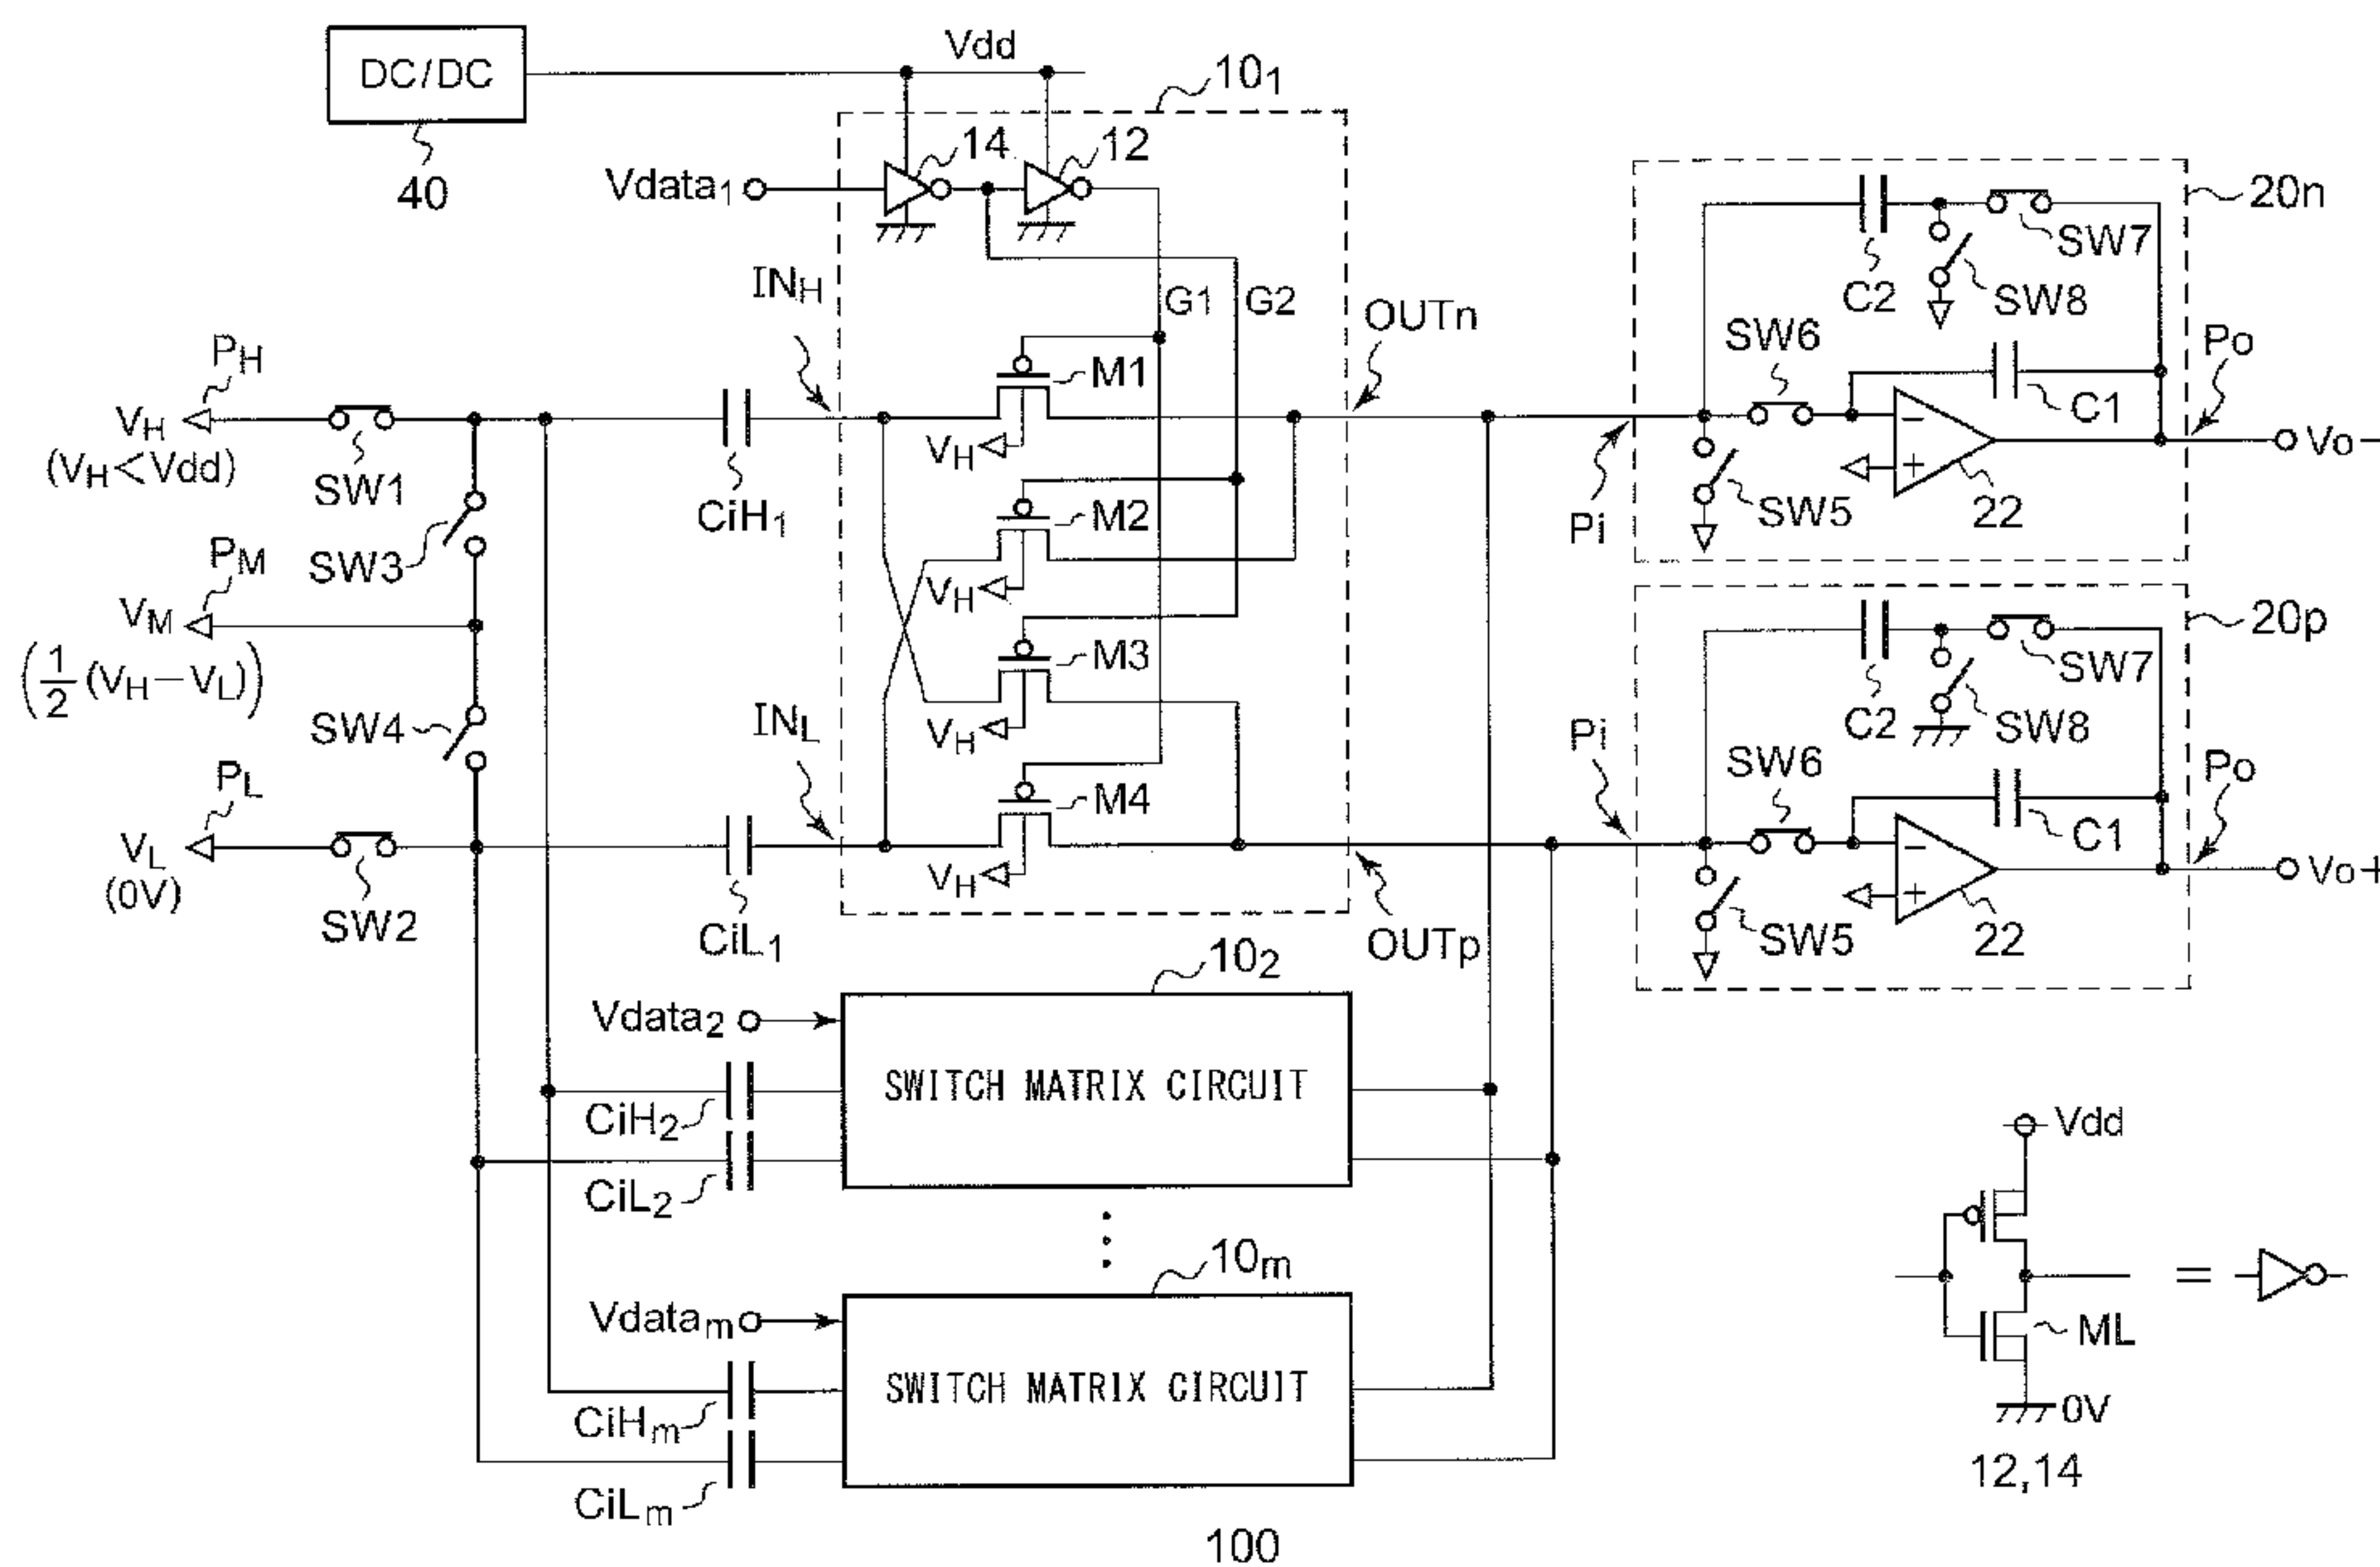 DC/DC
Vdd
40
10₁
14
12
Vdata₁
IN_H
G1
G2
OUTn
P_H
V_H
(V_H<Vdd)
SW1
CiH₁
M1
V_H
M2
V_H
M3
V_H
M4
V_H
SW3
P_M
V_M
(1/2 (V_H−V_L))
SW4
IN_L
P_L
V_L
(0V)
SW2
CiL₁
OUTp
20n
SW7
C2
SW8
SW6
C1
Po
Vo−
−
+
Pi
SW5
22
20p
SW7
C2
SW8
Pi
SW6
C1
Po
Vo+
−
+
SW5
22
10₂
Vdata₂
SWITCH MATRIX CIRCUIT
CiH₂
CiL₂
10m
Vdatam
SWITCH MATRIX CIRCUIT
CiHm
CiLm
100
Vdd
=
ML
0V
12,14